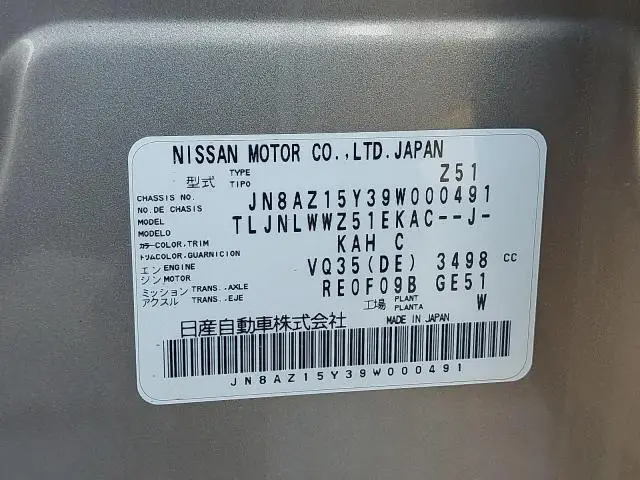 NISSAN MOTOR CO.,LTD.JAPAN
型式 TYPE TIPO Z51
CHASSIS NO. NO.DE CHASIS JN8AZ15Y39W000491
MODEL MODELO TLJNLWWZ51EKAC--J-
カラー COLOR,TRIM トリム COLOR,GUARNICION KAH C
エンジン ENGINE MOTOR VQ35(DE) 3498 CC
ミッション アクスル TRANS.,AXLE TRANS.,EJE RE0F09B GE51
工場 PLANT PLANTA W
日産自動車株式会社 MADE IN JAPAN
JN8AZ15Y39W000491